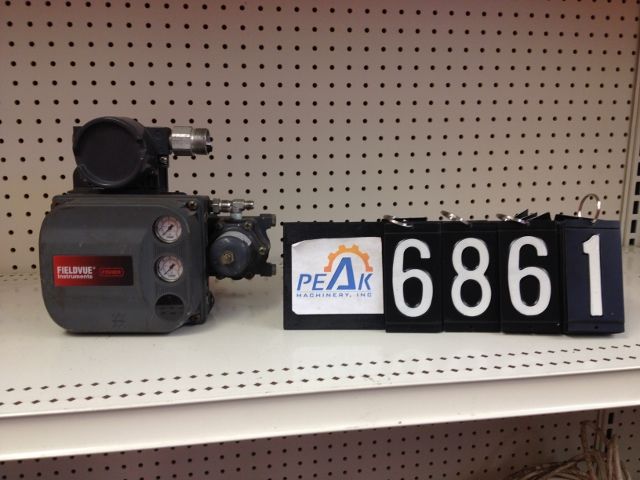 FIELDVUE
Instruments
FISHER
PEAK
MACHINERY, INC
6861